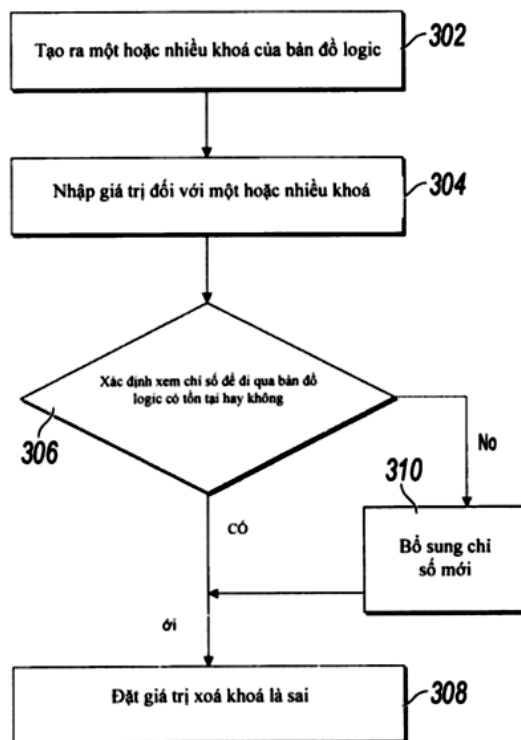 Tạo ra một hoặc nhiều khoá của bản đồ logic
302
Nhập giá trị đối với một hoặc nhiều khoá
304
Xác định xem chỉ số để đi qua bản đồ
logic có tồn tại hay không
306
No
310
CÓ
Bổ sung chỉ
số mới
ới
Đặt giá trị xoá khoá là sai
308